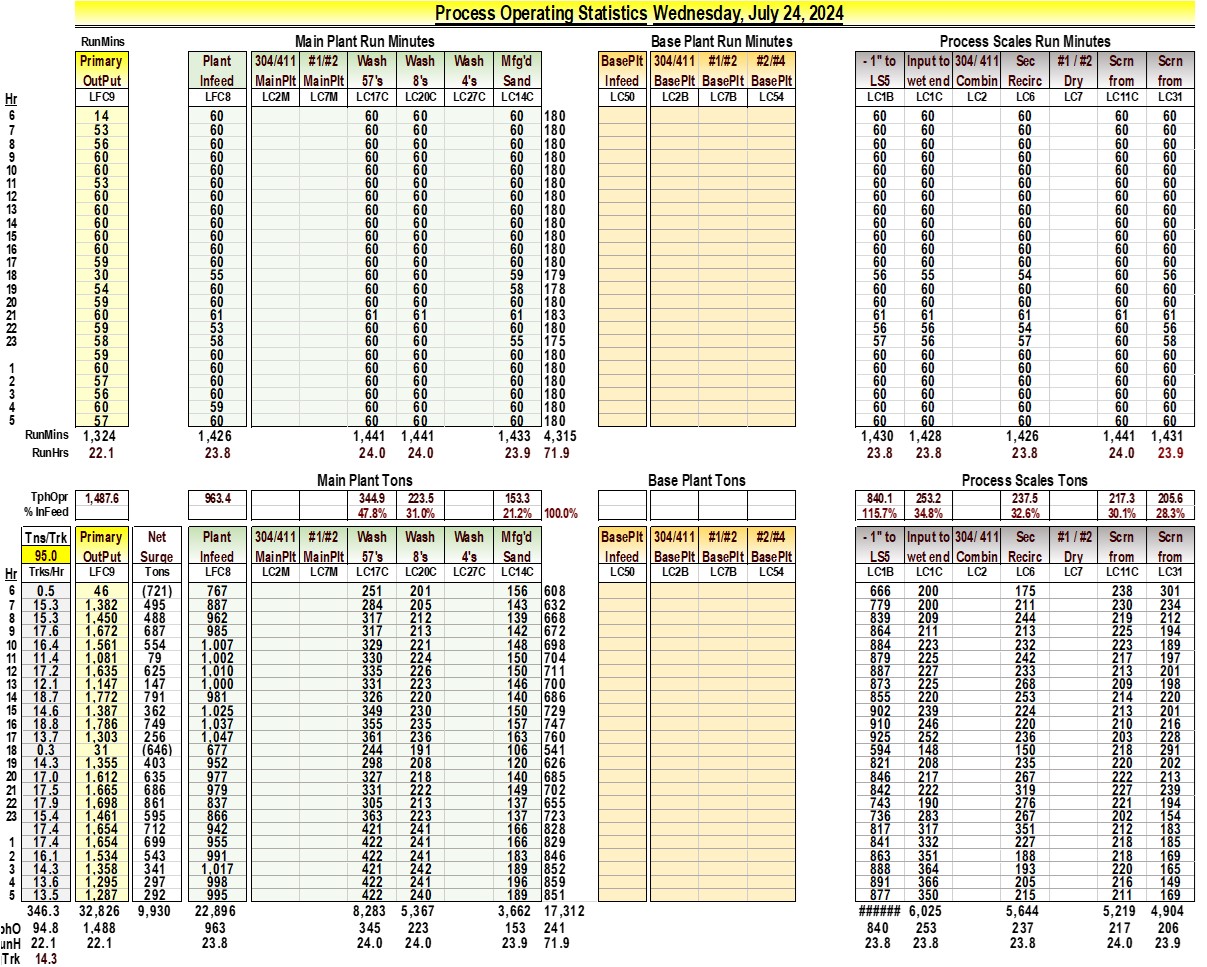 Process Operating Statistics Wednesday, July 24, 2024
RunMins Main Plant Run Minutes Base Plant Run Minutes Process Scales Run Minutes
Primary Plant 304/411 #1/#2 Wash Wash Wash Mfg'd BasePlt 304/411 #1/#2 #2/#4 - 1" to Input to 304/ 411 Sec #1 / #2 Scrn Scrn
OutPut Infeed MainPlt MainPlt 57's 8's 4's Sand Infeed BasePlt BasePlt BasePlt LS5 wet end Combin Recirc Dry from from
Hr LFC9 LFC8 LC2M LC7M LC17C LC20C LC27C LC14C LC50 LC2B LC7B LC54 LC1B LC1C LC2 LC6 LC7 LC11C LC31
6 14 60 60 60 60 180 60 60 60 60 60
7 53 60 60 60 60 180 60 60 60 60 60
8 56 60 60 60 60 180 60 60 60 60 60
9 60 60 60 60 60 180 60 60 60 60 60
10 60 60 60 60 60 180 60 60 60 60 60
11 53 60 60 60 60 180 60 60 60 60 60
12 60 60 60 60 60 180 60 60 60 60 60
13 60 60 60 60 60 180 60 60 60 60 60
14 60 60 60 60 60 180 60 60 60 60 60
15 60 60 60 60 60 180 60 60 60 60 60
16 60 60 60 60 60 180 60 60 60 60 60
17 59 60 60 60 60 180 60 60 60 60 60
18 30 55 60 60 59 179 56 55 54 60 56
19 54 60 60 60 58 178 60 60 60 60 60
20 59 60 60 60 60 180 60 60 60 60 60
21 60 61 61 61 61 183 61 61 61 61 61
22 59 53 60 60 60 180 56 56 54 60 56
23 58 58 60 60 55 175 57 56 57 60 58
59 60 60 60 60 180 60 60 60 60 60
1 60 60 60 60 60 180 60 60 60 60 60
2 57 60 60 60 60 180 60 60 60 60 60
3 56 60 60 60 60 180 60 60 60 60 60
4 60 59 60 60 60 180 60 60 60 60 60
5 57 60 60 60 60 180 60 60 60 60 60
RunMins 1,324 1,426 1,441 1,441 1,433 4,315 1,430 1,428 1,426 1,441 1,431
RunHrs 22.1 23.8 24.0 24.0 23.9 71.9 23.8 23.8 23.8 24.0 23.9
Main Plant Tons Base Plant Tons Process Scales Tons
TphOpr 1,487.6 963.4 344.9 223.5 153.3 840.1 253.2 237.5 217.3 205.6
% InFeed 47.8% 31.0% 21.2% 100.0% 115.7% 34.8% 32.6% 30.1% 28.3%
Tns/Trk Primary Net Plant 304/411 #1/#2 Wash Wash Wash Mfg'd BasePlt 304/411 #1/#2 #2/#4 - 1" to Input to 304/ 411 Sec #1 / #2 Scrn Scrn
95.0 OutPut Surge Infeed MainPlt MainPlt 57's 8's 4's Sand Infeed BasePlt BasePlt BasePlt LS5 wet end Combin Recirc Dry from from
Hr Trks/Hr LFC9 Tons LFC8 LC2M LC7M LC17C LC20C LC27C LC14C LC50 LC2B LC7B LC54 LC1B LC1C LC2 LC6 LC7 LC11C LC31
6 0.5 46 (721) 767 251 201 156 608 666 200 175 238 301
7 15.3 1,382 495 887 284 205 143 632 779 200 211 230 234
8 15.3 1,450 488 962 317 212 139 668 839 209 244 219 212
9 17.6 1,672 687 985 317 213 142 672 864 211 213 225 194
10 16.4 1,561 554 1,007 329 221 148 698 884 223 232 223 189
11 11.4 1,081 79 1,002 330 224 150 704 879 225 242 217 197
12 17.2 1,635 625 1,010 335 226 150 711 887 227 233 213 201
13 12.1 1,147 147 1,000 331 223 146 700 873 225 268 209 198
14 18.7 1,772 791 981 326 220 140 686 855 220 253 214 220
15 14.6 1,387 362 1,025 349 230 150 729 902 239 224 213 201
16 18.8 1,786 749 1,037 355 235 157 747 910 246 220 210 216
17 13.7 1,303 256 1,047 361 236 163 760 925 252 236 203 228
18 0.3 31 (646) 677 244 191 106 541 594 148 150 218 291
19 14.3 1,355 403 952 298 208 120 626 821 208 235 220 202
20 17.0 1,612 635 977 327 218 140 685 846 217 267 222 213
21 17.5 1,665 686 979 331 222 149 702 842 222 319 227 239
22 17.9 1,698 861 837 305 213 137 655 743 190 276 221 194
23 15.4 1,461 595 866 363 223 137 723 736 283 267 202 154
17.4 1,654 712 942 421 241 166 828 817 317 351 212 183
1 17.4 1,654 699 955 422 241 166 829 841 332 227 218 185
2 16.1 1,534 543 991 422 241 183 846 863 351 188 218 169
3 14.3 1,358 341 1,017 421 242 189 852 888 364 193 220 165
4 13.6 1,295 297 998 422 241 196 859 891 366 205 216 149
5 13.5 1,287 292 995 422 240 189 851 877 350 215 211 169
346.3 32,826 9,930 22,896 8,283 5,367 3,662 17,312 ###### 6,025 5,644 5,219 4,904
phO 94.8 1,488 963 345 223 153 241 840 253 237 217 206
unH 22.1 22.1 23.8 24.0 24.0 23.9 71.9 23.8 23.8 23.8 24.0 23.9
Trk 14.3